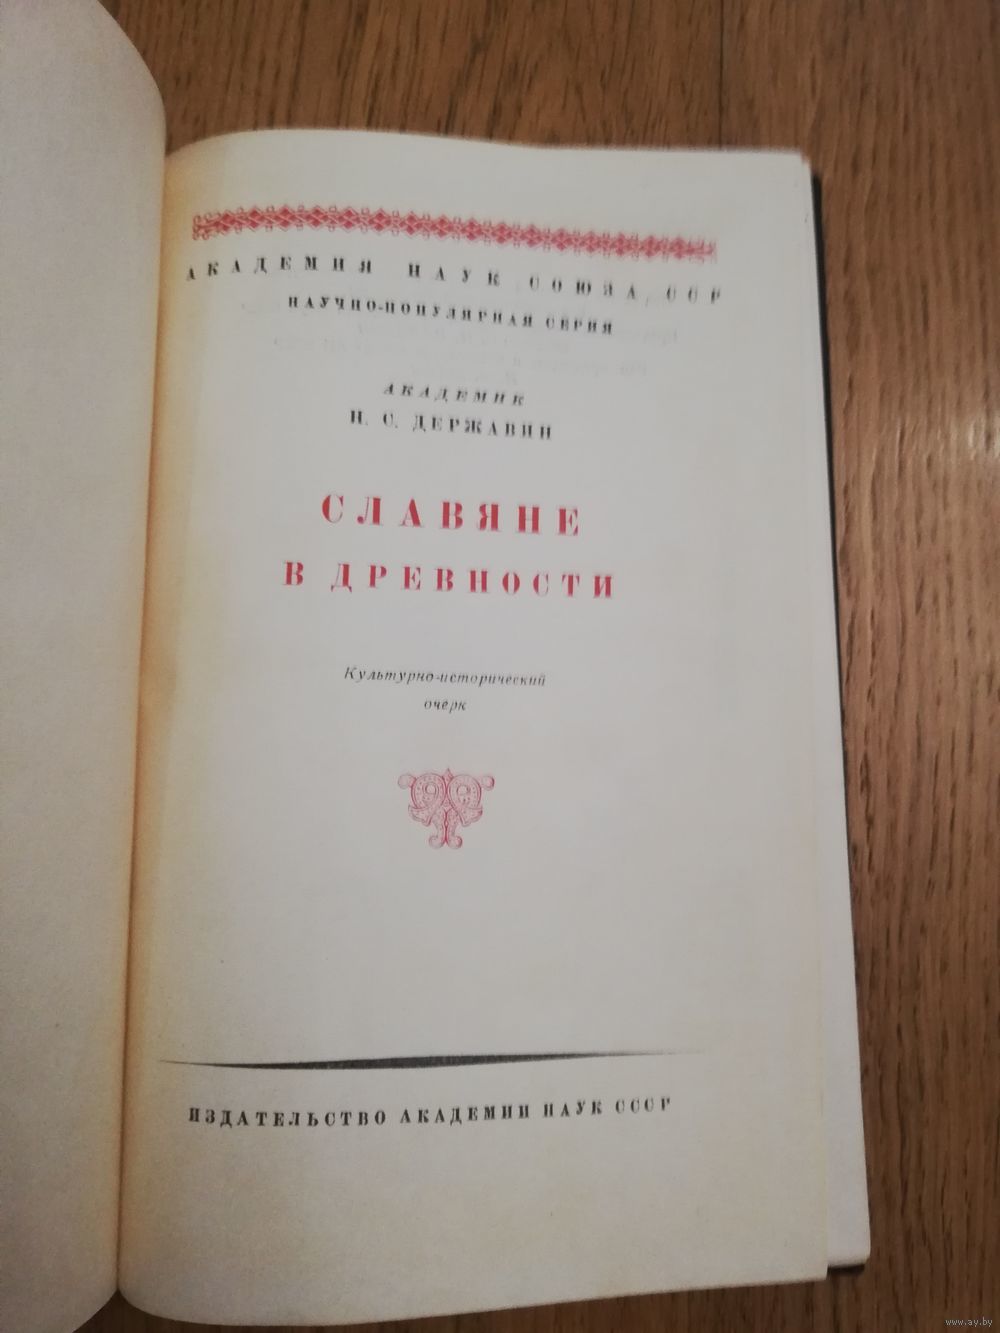 АКАДЕМИЯ НАУК СОЮЗА ССР
НАУЧНО-ПОПУЛЯРНАЯ СЕРИЯ
АКАДЕМИК
Н. С. ДЕРЖАВИН
СЛАВЯНЕ
В ДРЕВНОСТИ
Культурно-исторический
очерк
ИЗДАТЕЛЬСТВО АКАДЕМИИ НАУК СССР
www.ay.by